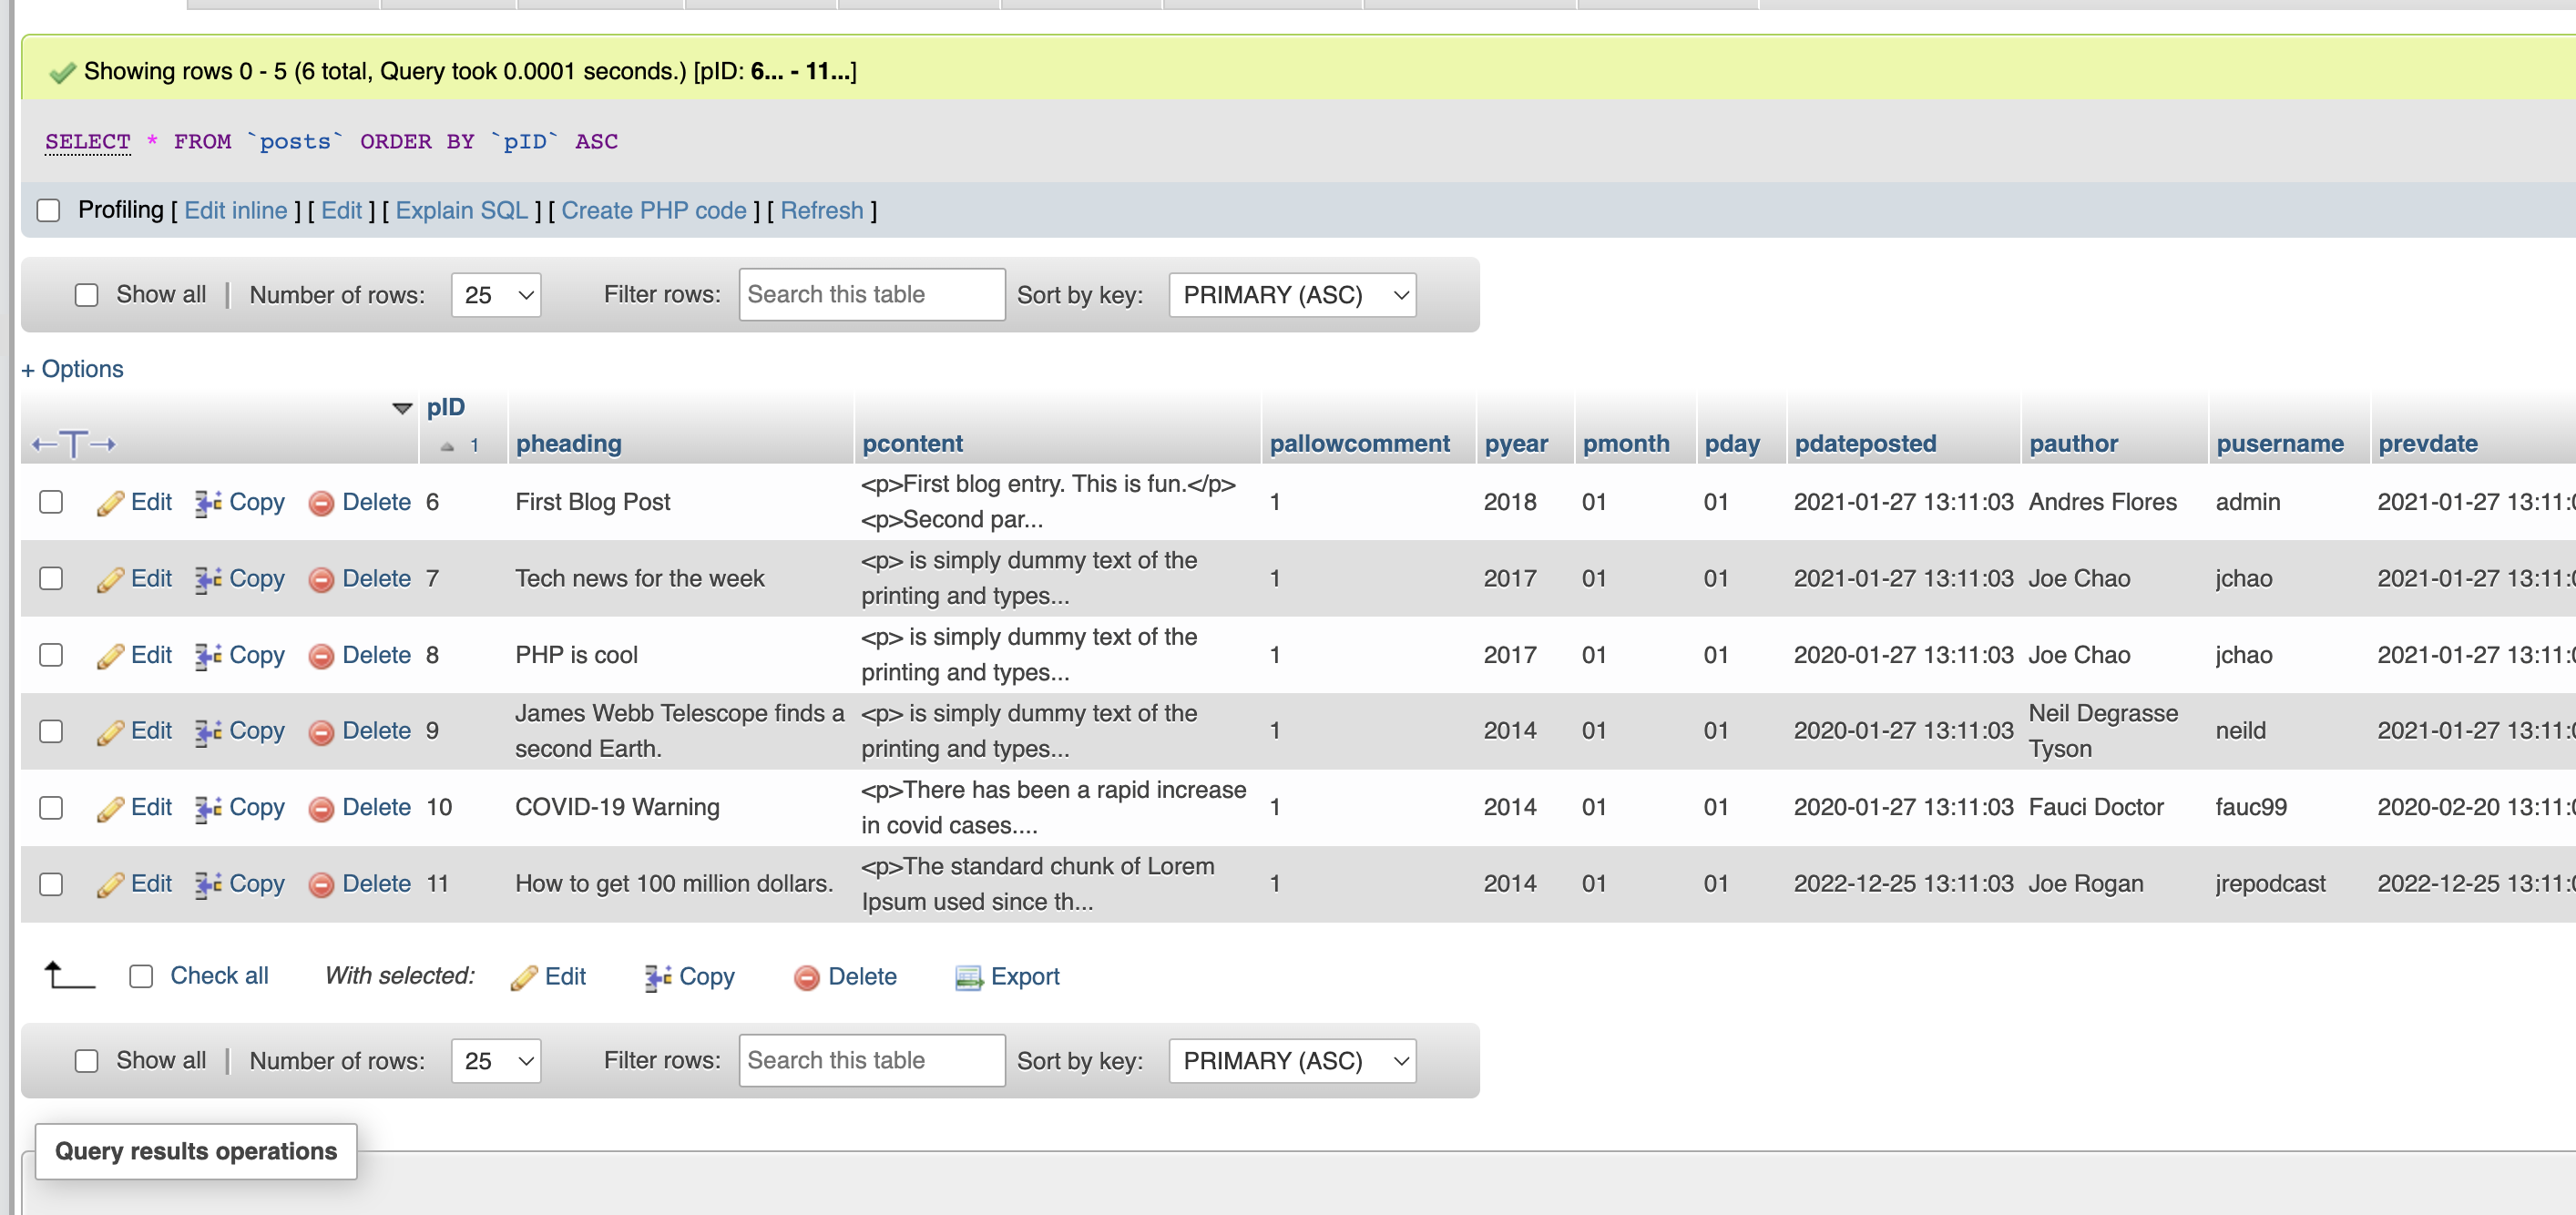 Showing rows 0 - 5 (6 total, Query took 0.0001 seconds.) [pID: 6... - 11...]
SELECT * FROM `posts` ORDER BY `pID` ASC
Profiling [ Edit inline ] [ Edit ] [ Explain SQL ] [ Create PHP code ] [ Refresh ]
Show all | Number of rows: 25 Filter rows: Search this table Sort by key: PRIMARY (ASC)
+ Options
←T→ pID 1 pheading pcontent pallowcomment pyear pmonth pday pdateposted pauthor pusername prevdate
Edit Copy Delete 6 First Blog Post <p>First blog entry. This is fun.</p> 1 2018 01 01 2021-01-27 13:11:03 Andres Flores admin 2021-01-27 13:11:0
<p>Second par...
Edit Copy Delete 7 Tech news for the week <p> is simply dummy text of the 1 2017 01 01 2021-01-27 13:11:03 Joe Chao jchao 2021-01-27 13:11:0
printing and types...
Edit Copy Delete 8 PHP is cool <p> is simply dummy text of the 1 2017 01 01 2020-01-27 13:11:03 Joe Chao jchao 2021-01-27 13:11:0
printing and types...
Edit Copy Delete 9 James Webb Telescope finds a <p> is simply dummy text of the 1 2014 01 01 2020-01-27 13:11:03 Neil Degrasse neild 2021-01-27 13:11:0
second Earth. printing and types... Tyson
Edit Copy Delete 10 COVID-19 Warning <p>There has been a rapid increase 1 2014 01 01 2020-01-27 13:11:03 Fauci Doctor fauc99 2020-02-20 13:11:0
in covid cases....
Edit Copy Delete 11 How to get 100 million dollars. <p>The standard chunk of Lorem 1 2014 01 01 2022-12-25 13:11:03 Joe Rogan jrepodcast 2022-12-25 13:11:0
Ipsum used since th...
Check all With selected: Edit Copy Delete Export
Show all | Number of rows: 25 Filter rows: Search this table Sort by key: PRIMARY (ASC)
Query results operations